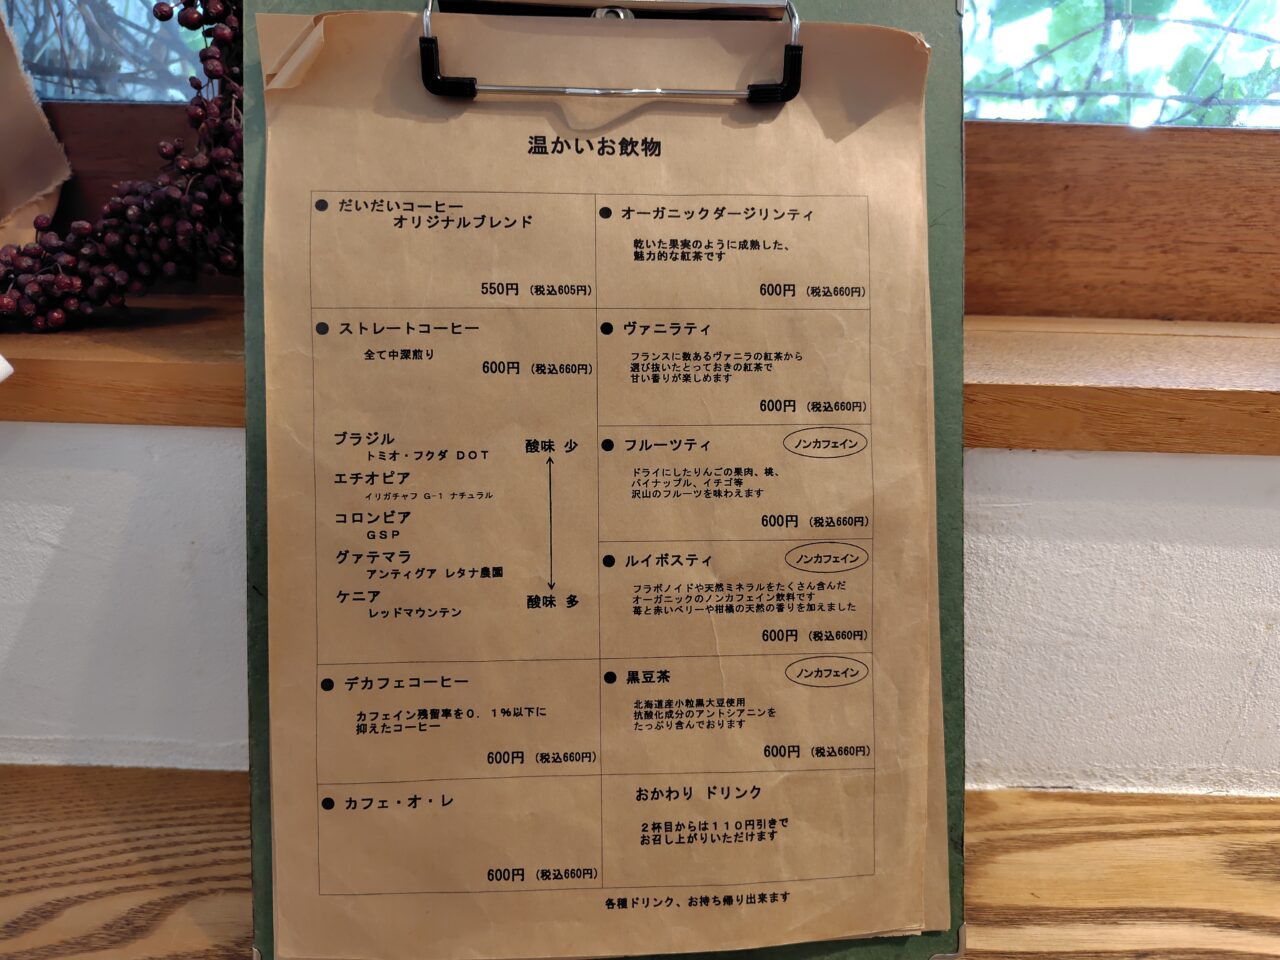 温かいお飲物
● だいだいコーヒー
オリジナルブレンド
550円 (税込605円)
● ストレートコーヒー
全て中深煎り
600円 (税込660円)
ブラジル
トミオ・フクダ DOT
エチオピア
イリガチャフ G-1 ナチュラル
コロンビア
GSP
グァテマラ
アンティグア レタナ農園
ケニア
レッドマウンテン
酸味 少
酸味 多
● デカフェコーヒー
カフェイン残留率を0.1%以下に
抑えたコーヒー
600円 (税込660円)
● カフェ・オ・レ
600円 (税込660円)
● オーガニックダージリンティ
乾いた果実のように成熟した、
魅力的な紅茶です
600円 (税込660円)
● ヴァニラティ
フランスに数あるヴァニラの紅茶から
選び抜いたとっておきの紅茶で
甘い香りが楽しめます
600円 (税込660円)
● フルーツティ ノンカフェイン
ドライにしたりんごの果肉、桃、
パイナップル、イチゴ等
沢山のフルーツを味わえます
600円 (税込660円)
● ルイボスティ ノンカフェイン
フラボノイドや天然ミネラルをたくさん含んだ
オーガニックのノンカフェイン飲料です
苺と赤いベリーや柑橘の天然の香りを加えました
600円 (税込660円)
● 黒豆茶 ノンカフェイン
北海道産小粒黒大豆使用
抗酸化成分のアントシアニンを
たっぷり含んでおります
600円 (税込660円)
おかわり ドリンク
2杯目からは110円引きで
お召し上がりいただけます
各種ドリンク、お持ち帰り出来ます